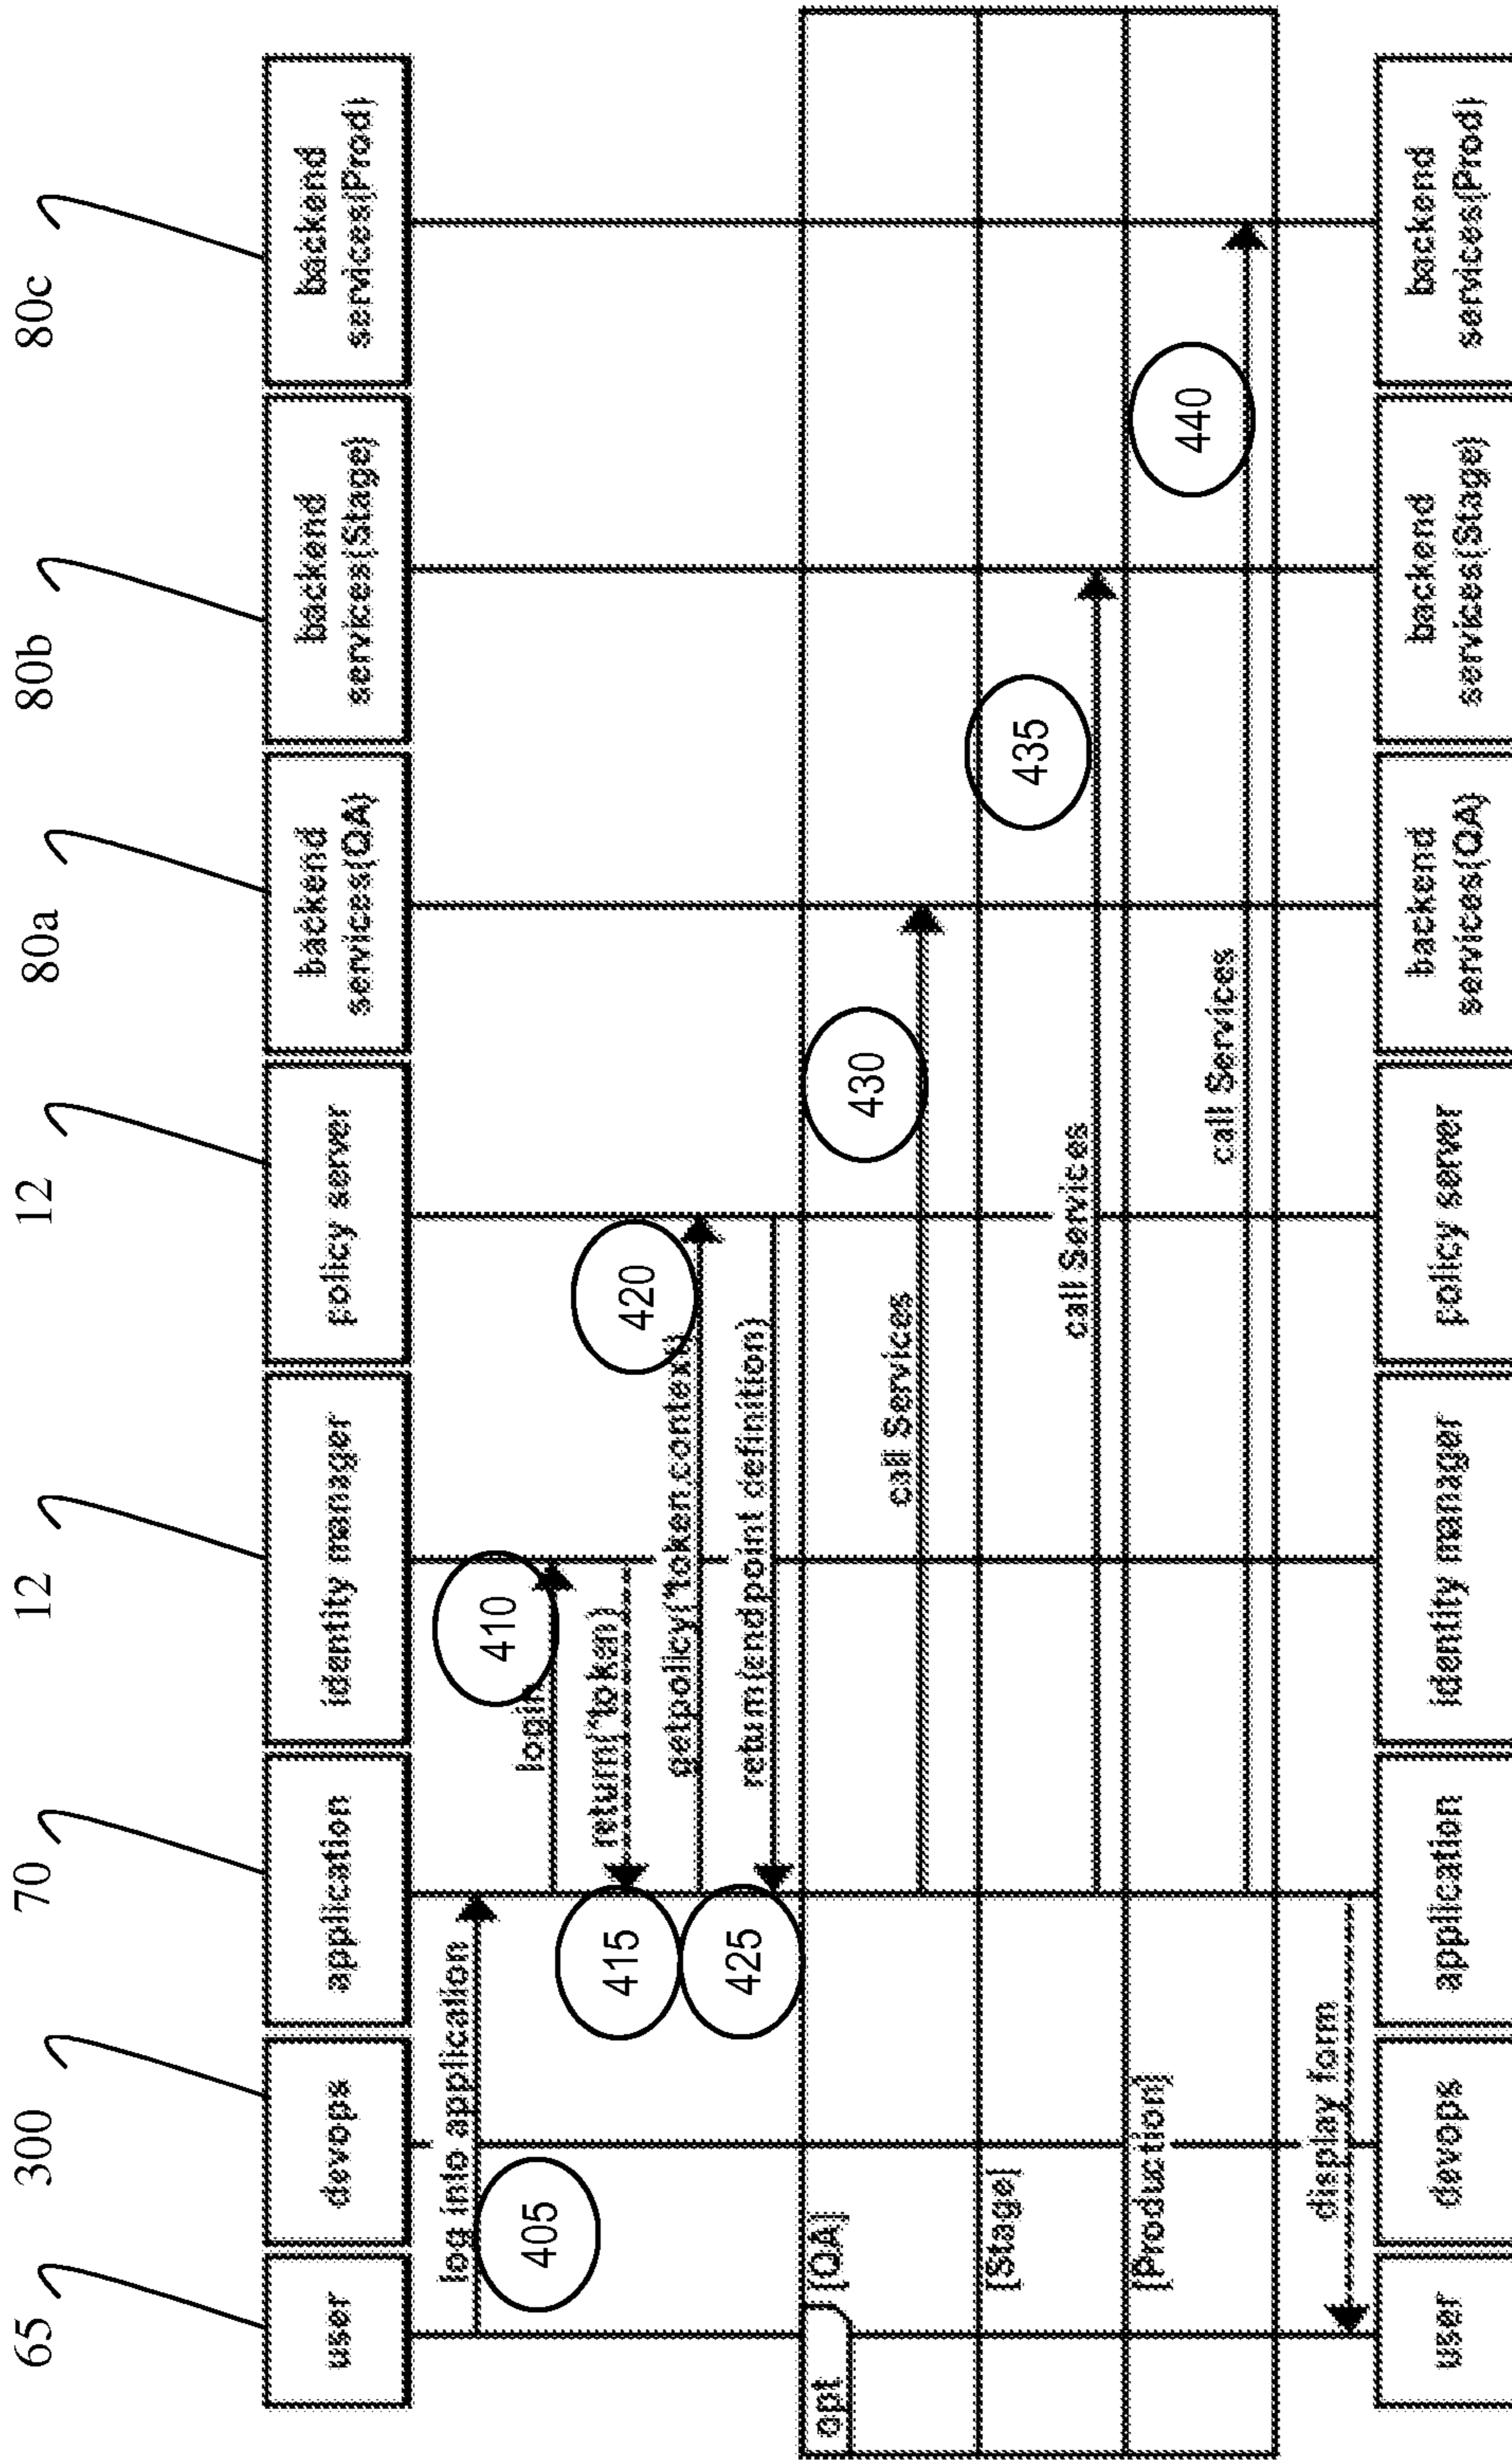 65
300
70
12
12
80a
80b
80c
user
devops
application
identity manager
policy server
backend
services(QA)
backend
services(Stage)
backend
services(Prod)
log into application
405
410
login
return(*token)
415
420
getpolicy(*token,context)
return(endpoint definition)
425
opt
[QA]
430
call Services
[Stage]
435
call Services
[Production]
440
call Services
display form
user
devops
application
identity manager
policy server
backend
services(QA)
backend
services(Stage)
backend
services(Prod)